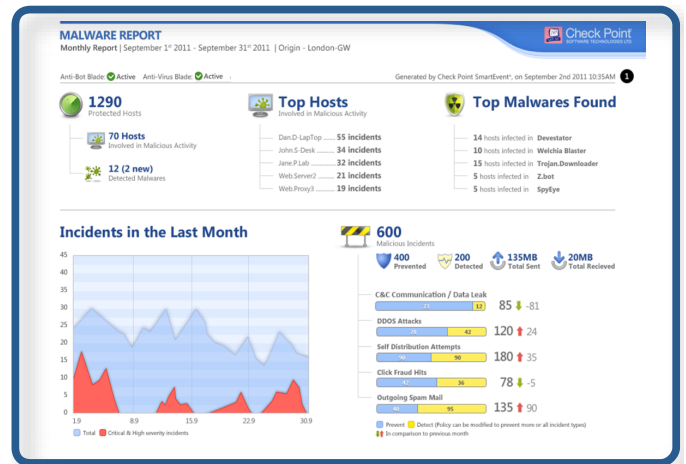 MALWARE REPORT
Monthly Report | September 1st 2011 - September 31st 2011 | Origin - London-GW
Check Point
SOFTWARE TECHNOLOGIES LTD.
Anti-Bot Blade: Active Anti-Virus Blade: Active
Generated by Check Point SmartEvent, on September 2nd 2011 10:35AM 1
1290
Protected Hosts
70 Hosts
Involved in Malicious Activity
12 (2 new)
Detected Malwares
Top Hosts
Involved in Malicious Activity
Dan.D-LapTop 55 incidents
John.S-Desk 34 incidents
Jane.P.Lab 32 incidents
Web.Server2 21 incidents
Web.Proxy3 19 incidents
Top Malwares Found
14 hosts infected in Devestator
10 hosts infected in Welchia Blaster
15 hosts infected in Trojan.Downloader
5 hosts infected in Z.bot
5 hosts infected in SpyEye
Incidents in the Last Month
45
40
35
30
25
20
15
10
5
0
1.9 8.9 15.9 22.9 30.9
Total Critical & High severity incidents
600
Malicious Incidents
400 Prevented
200 Detected
135MB Total Sent
20MB Total Recieved
C&C Communication / Data Leak
12 85 -81
DDOS Attacks
78 42 120 24
Self Distribution Attempts
90 180 35
Click Fraud Hits
42 36 78 -5
Outgoing Spam Mail
95 135 90
Prevent Detect (Policy can be modified to prevent more or all incident types)
In comparison to previous month